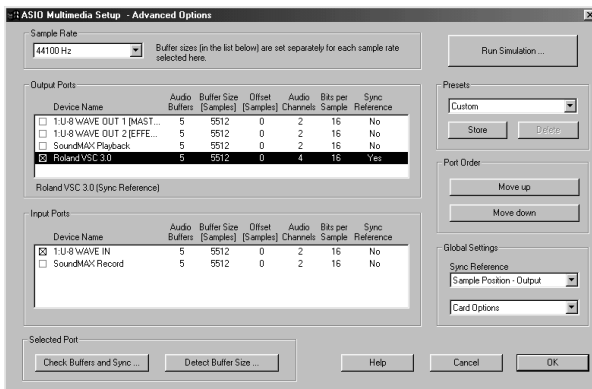 ASIO Multimedia Setup - Advanced Options
Sample Rate
44100 Hz
Buffer sizes (in the list below) are set separately for each sample rate
selected here.
Run Simulation ...
Output Ports
Device Name Audio Buffers Buffer Size [Samples] Offset [Samples] Audio Channels Bits per Sample Sync Reference
1:U-8 WAVE OUT 1 [MAST... 5 5512 0 2 16 No
1:U-8 WAVE OUT 2 [EFFE... 5 5512 0 2 16 No
SoundMAX Playback 5 5512 0 2 16 No
Roland VSC 3.0 5 5512 0 4 16 Yes
Roland VSC 3.0 (Sync Reference)
Presets
Custom
Store Delete
Port Order
Move up
Move down
Input Ports
Device Name Audio Buffers Buffer Size [Samples] Offset [Samples] Audio Channels Bits per Sample Sync Reference
1:U-8 WAVE IN 5 5512 0 2 16 No
SoundMAX Record 5 5512 0 2 16 No
Global Settings
Sync Reference
Sample Position - Output
Card Options
Selected Port
Check Buffers and Sync ... Detect Buffer Size ... Help Cancel OK